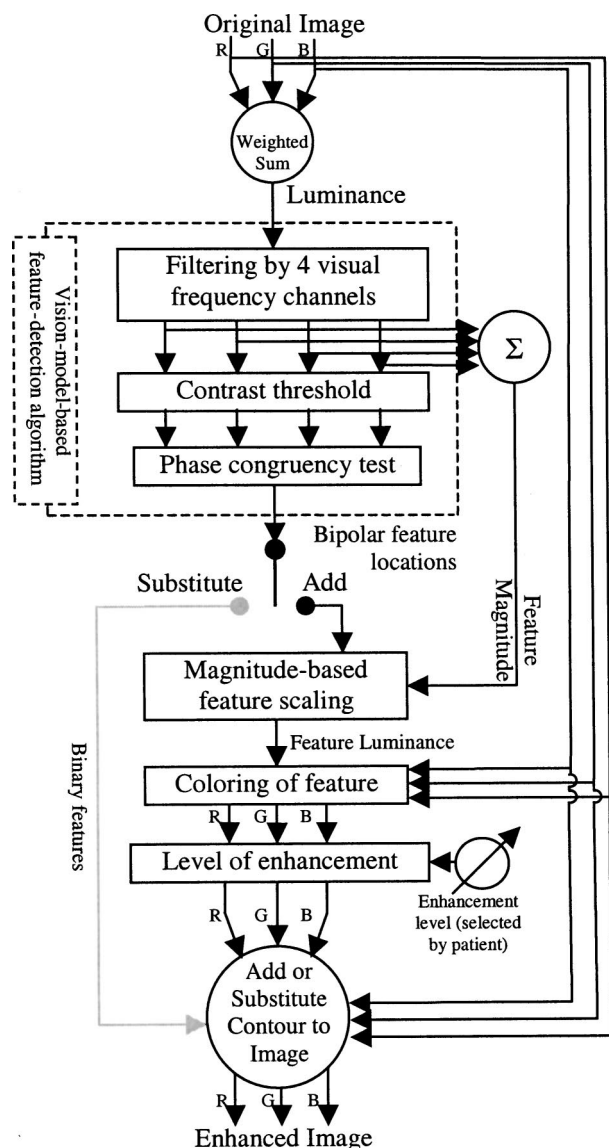 Original Image
R G B
Weighted
Sum
Luminance
Vision-model-based
feature-detection algorithm
Filtering by 4 visual
frequency channels
Σ
Contrast threshold
Phase congruency test
Bipolar feature
locations
Substitute Add
Feature
Magnitude
Magnitude-based
feature scaling
Binary features
Feature Luminance
Coloring of feature
R G B
Level of enhancement
Enhancement
level (selected
by patient)
R G B
Add or
Substitute
Contour to
Image
R G B
Enhanced Image